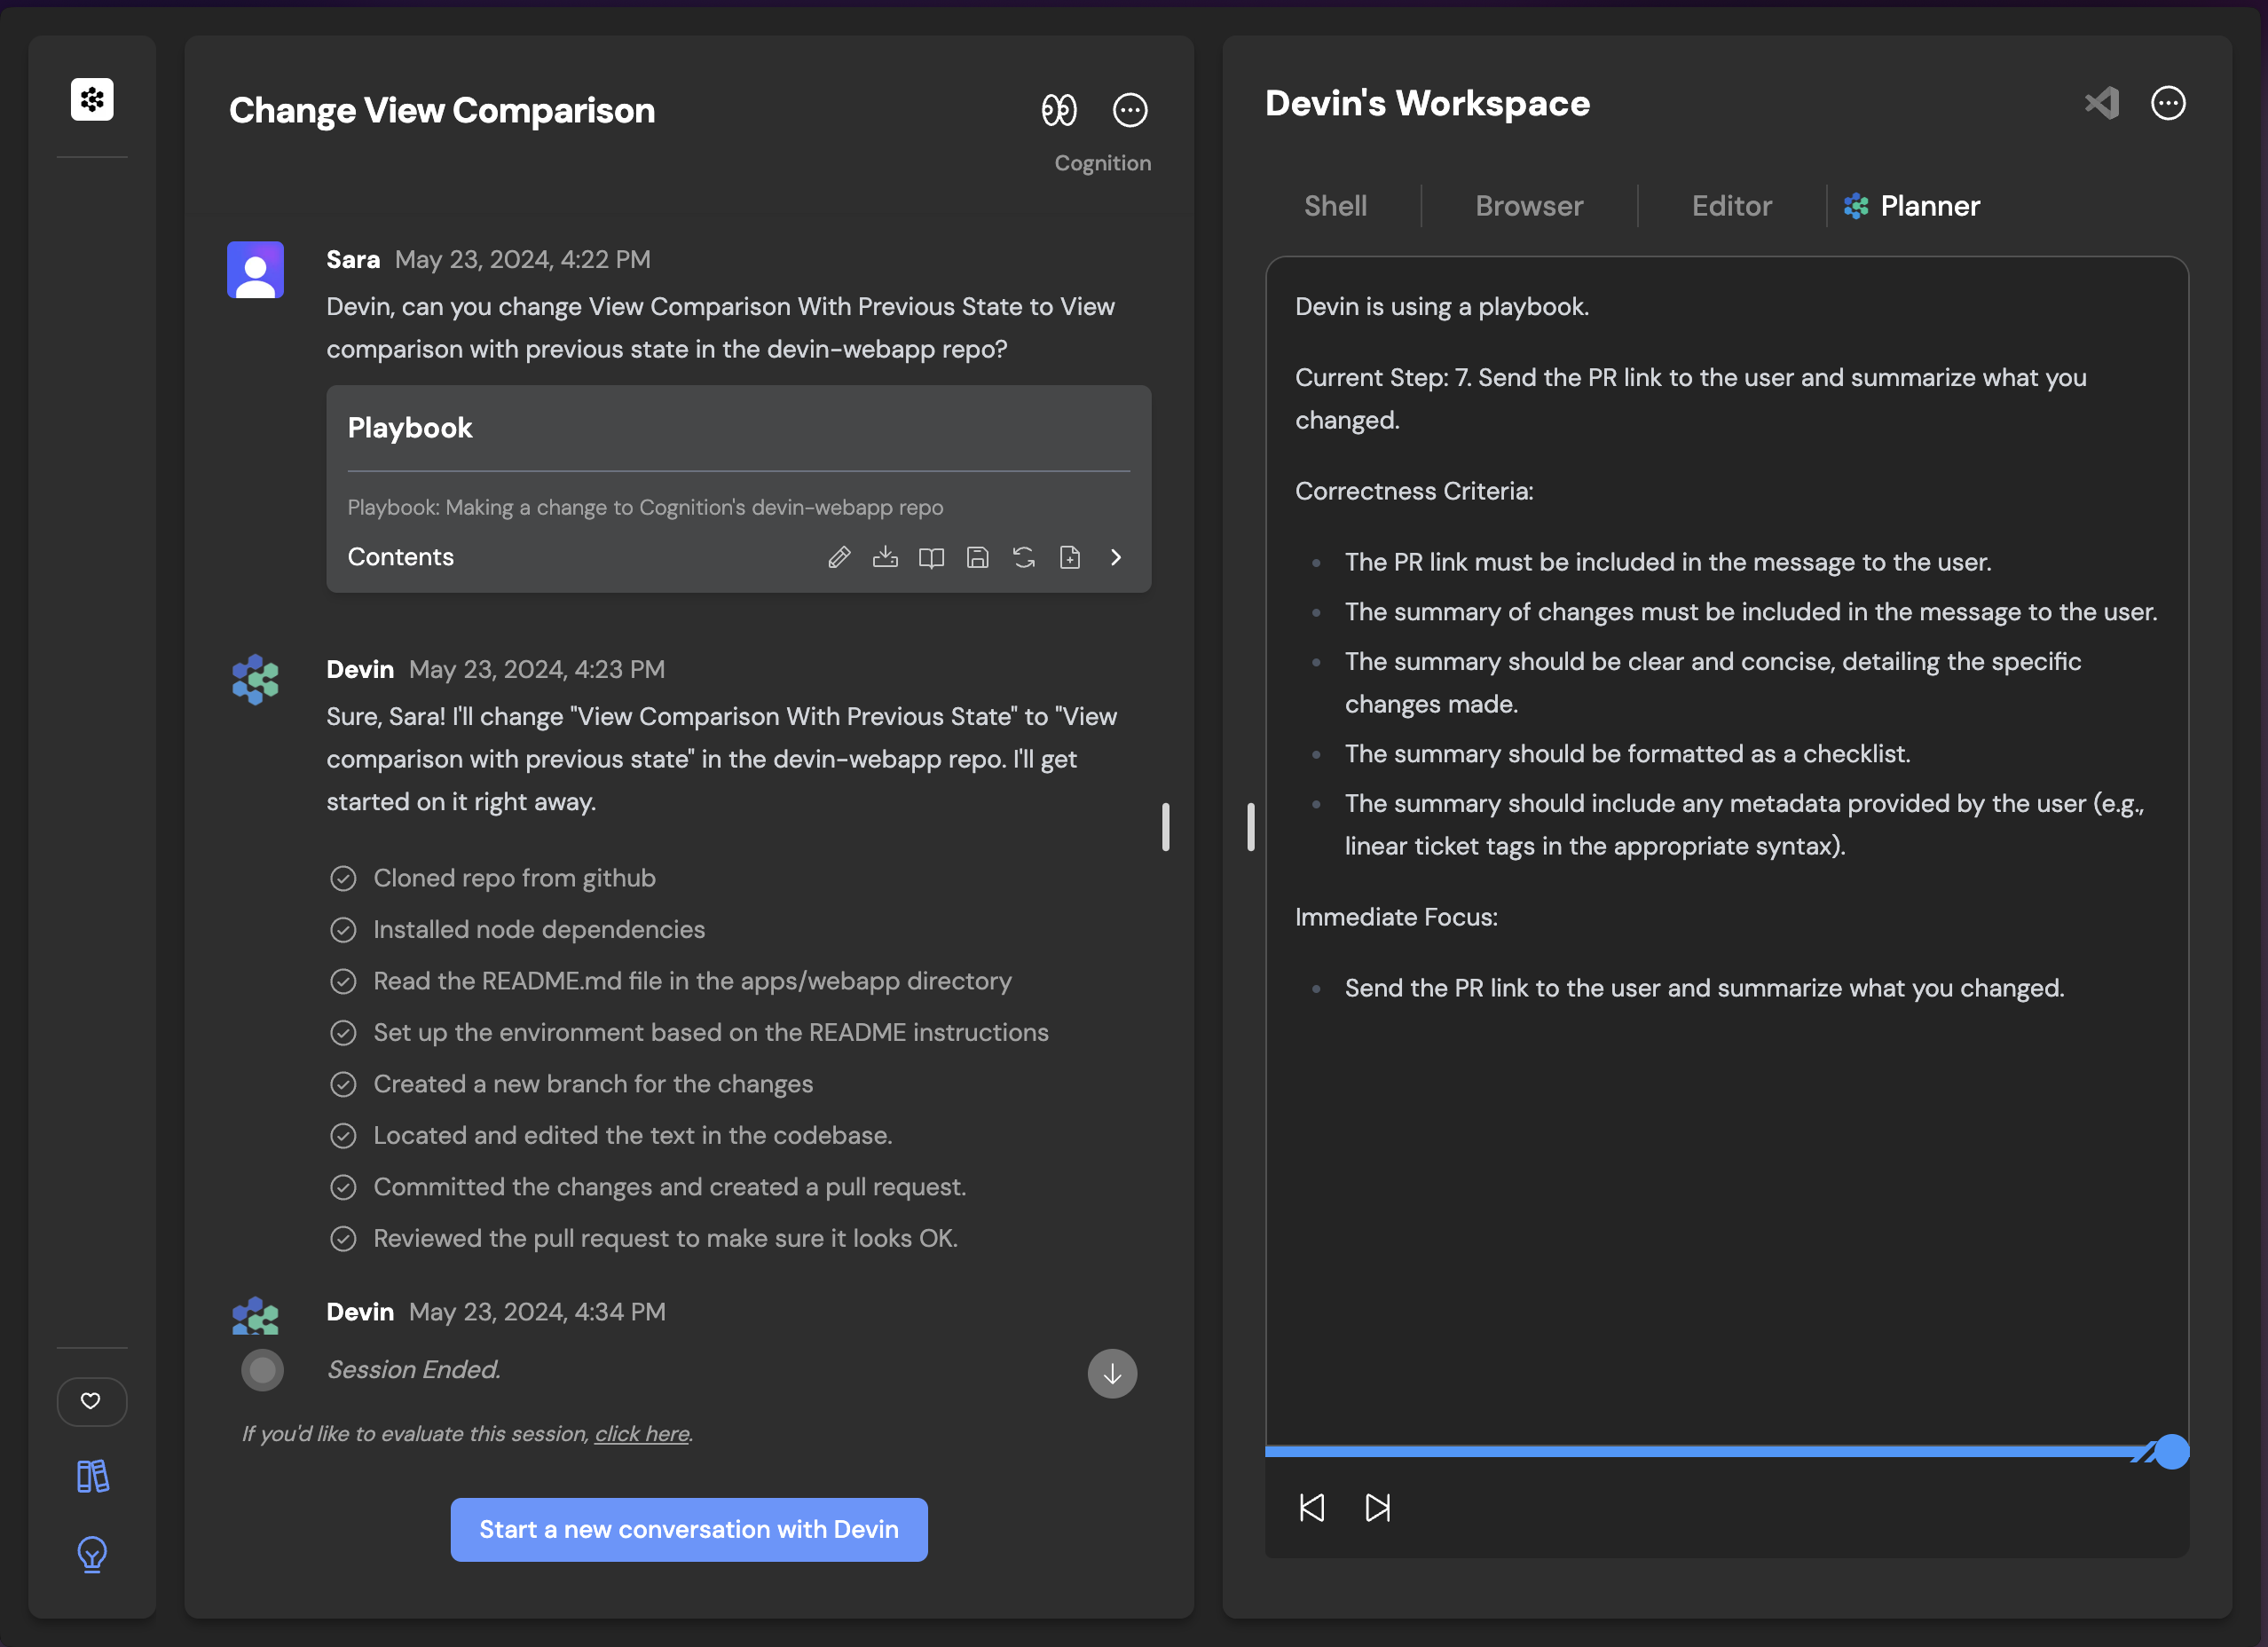 Change View Comparison
Cognition
Sara May 23, 2024, 4:22 PM
Devin, can you change View Comparison With Previous State to View
comparison with previous state in the devin-webapp repo?
Playbook
Playbook: Making a change to Cognition's devin-webapp repo
Contents
Devin May 23, 2024, 4:23 PM
Sure, Sara! I'll change "View Comparison With Previous State" to "View
comparison with previous state" in the devin-webapp repo. I'll get
started on it right away.
Cloned repo from github
Installed node dependencies
Read the README.md file in the apps/webapp directory
Set up the environment based on the README instructions
Created a new branch for the changes
Located and edited the text in the codebase.
Committed the changes and created a pull request.
Reviewed the pull request to make sure it looks OK.
Devin May 23, 2024, 4:34 PM
Session Ended.
If you'd like to evaluate this session, click here.
Start a new conversation with Devin
Devin's Workspace
Shell
Browser
Editor
Planner
Devin is using a playbook.
Current Step: 7. Send the PR link to the user and summarize what you
changed.
Correctness Criteria:
The PR link must be included in the message to the user.
The summary of changes must be included in the message to the user.
The summary should be clear and concise, detailing the specific
changes made.
The summary should be formatted as a checklist.
The summary should include any metadata provided by the user (e.g.,
linear ticket tags in the appropriate syntax).
Immediate Focus:
Send the PR link to the user and summarize what you changed.